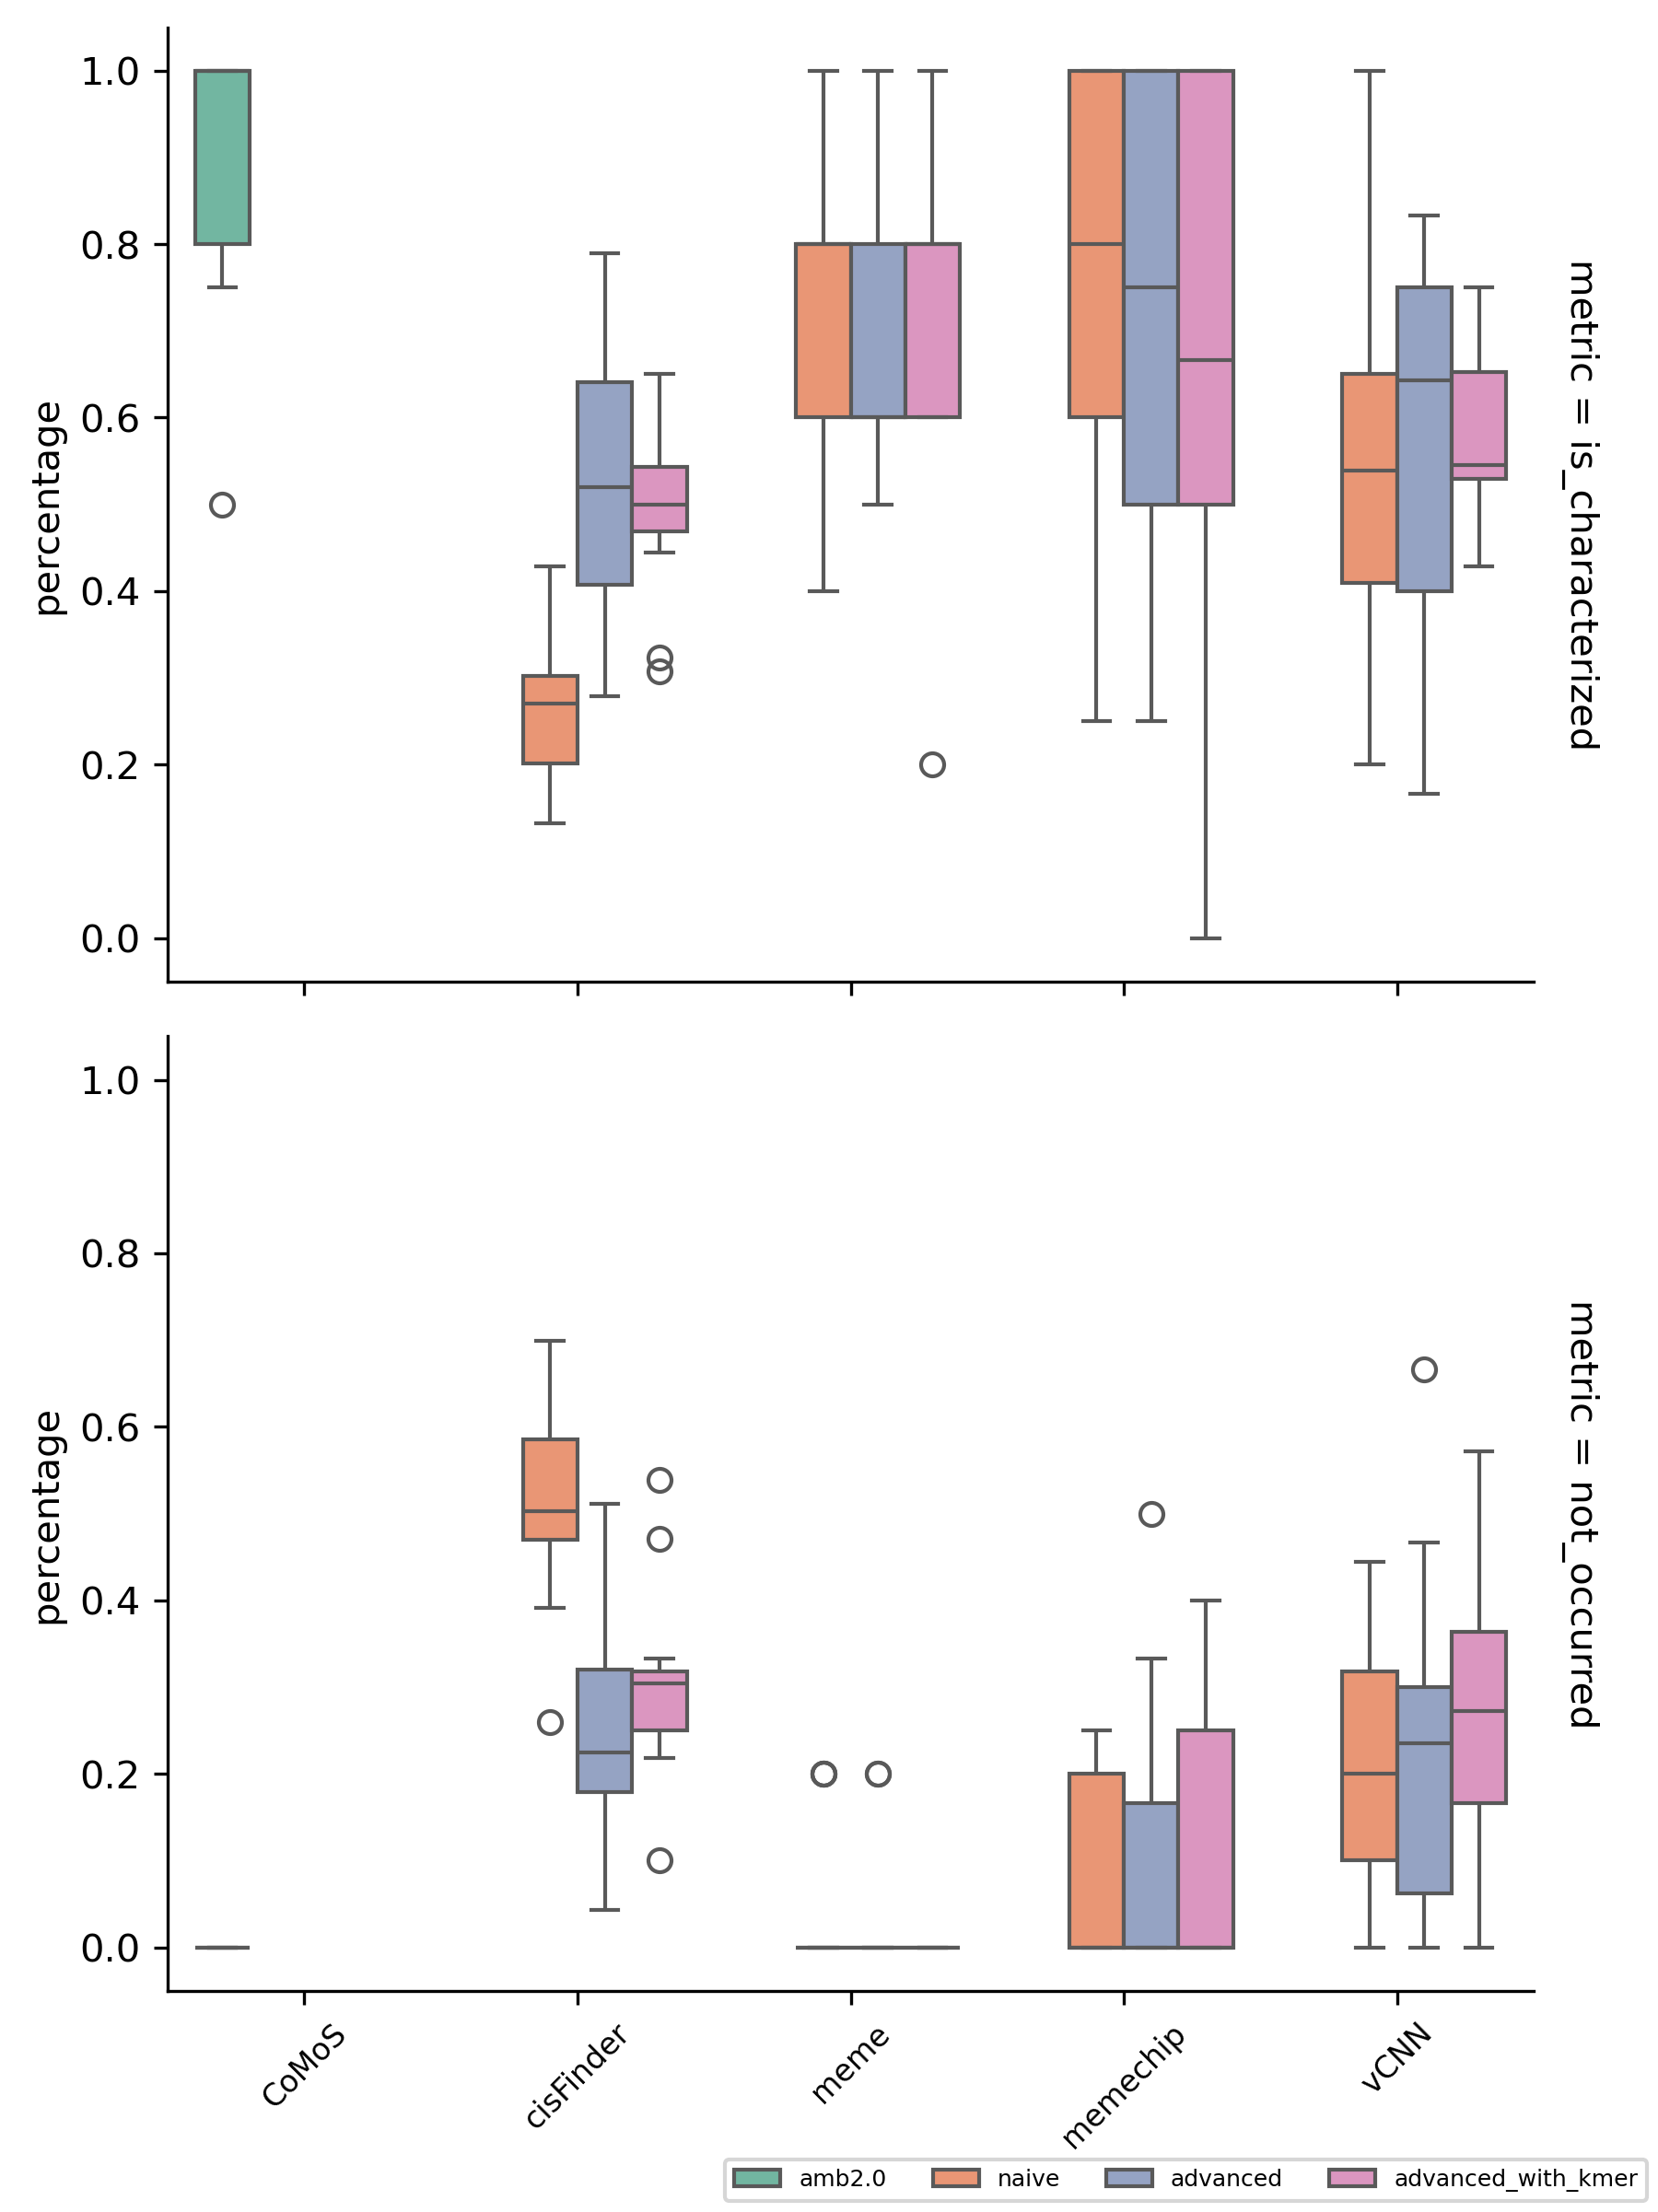 1.0
0.8
0.6
0.4
0.2
0.0
percentage
metric = is_characterized
1.0
0.8
0.6
0.4
0.2
0.0
percentage
metric = not_occurred
CoMoS
cisFinder
meme
memechip
vCNN
amb2.0 naive advanced advanced_with_kmer